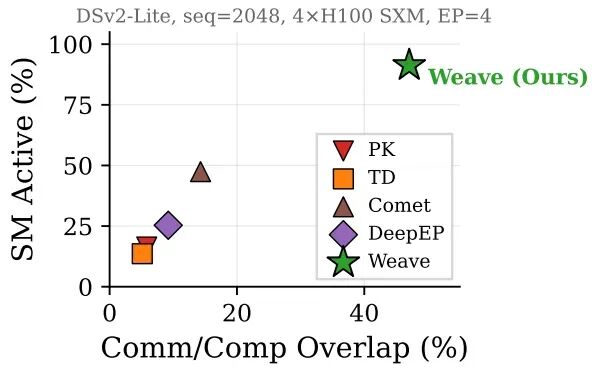 DSv2-Lite, seq=2048, 4×H100 SXM, EP=4
SM Active (%)
100
75
50
25
0
Weave (Ours)
PK
TD
Comet
DeepEP
Weave
0 20 40
Comm/Comp Overlap (%)